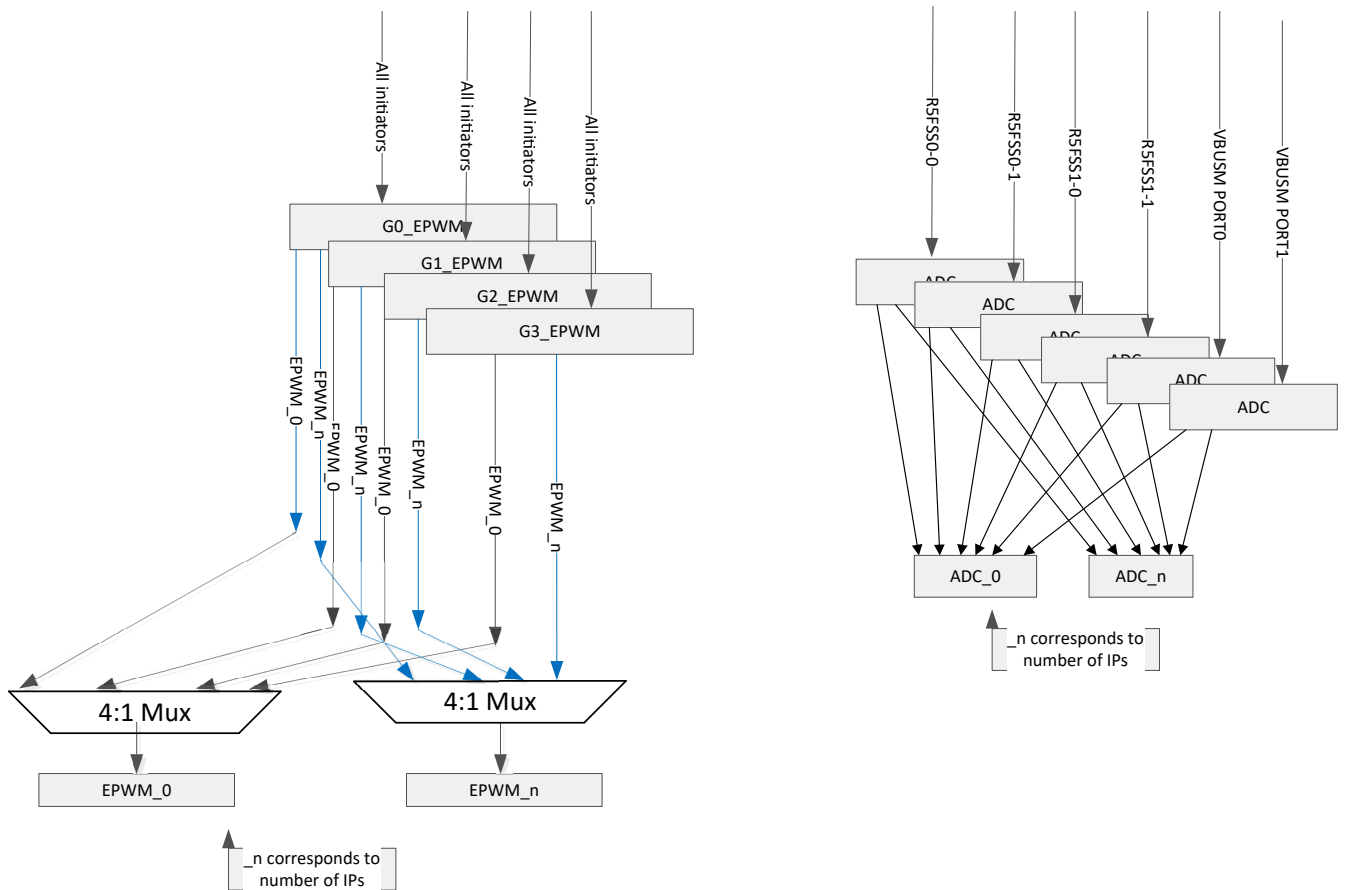 All initiators
All initiators
All initiators
All initiators
G0_EPWM
G1_EPWM
G2_EPWM
G3_EPWM
EPWM_0
EPWM_n
EPWM_0
EPWM_n
EPWM_0
EPWM_n
EPWM_0
EPWM_n
4:1 Mux
4:1 Mux
EPWM_0
EPWM_n
_n corresponds to
number of IPs
R5FSS0-0
R5FSS0-1
R5FSS1-0
R5FSS1-1
VBUSM PORT0
VBUSM PORT1
ADC
ADC
ADC
ADC
ADC
ADC
ADC_0
ADC_n
_n corresponds to
number of IPs